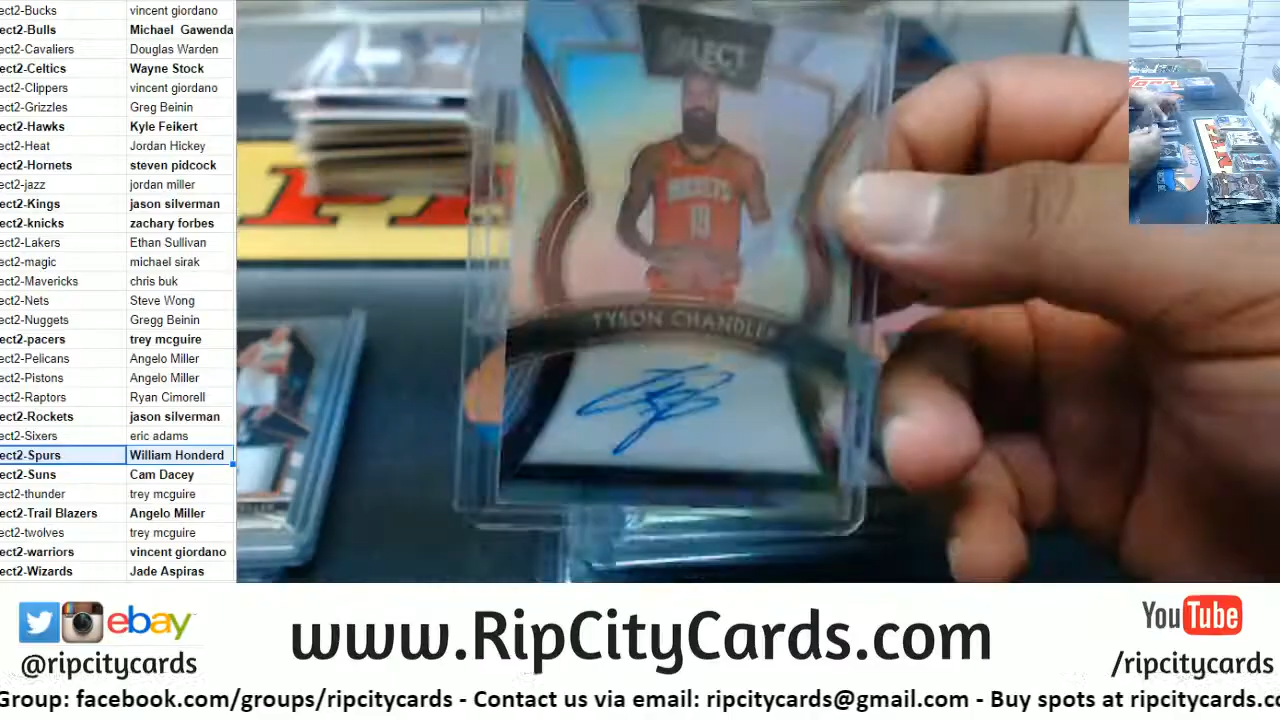 ect2-Bucks vincent giordano
ect2-Bulls Michael Gawenda
ect2-Cavaliers Douglas Warden
ect2-Celtics Wayne Stock
ect2-Clippers vincent giordano
ect2-Grizzles Greg Beinin
ect2-Hawks Kyle Feikert
ect2-Heat Jordan Hickey
ect2-Hornets steven pidcock
ect2-jazz jordan miller
ect2-Kings jason silverman
ect2-knicks zachary forbes
ect2-Lakers Ethan Sullivan
ect2-magic michael sirak
ect2-Mavericks chris buk
ect2-Nets Steve Wong
ect2-Nuggets Gregg Beinin
ect2-pacers trey mcguire
ect2-Pelicans Angelo Miller
ect2-Pistons Angelo Miller
ect2-Raptors Ryan Cimorell
ect2-Rockets jason silverman
ect2-Sixers eric adams
ect2-Spurs William Honderd
ect2-Suns Cam Dacey
ect2-thunder trey mcguire
ect2-Trail Blazers Angelo Miller
ect2-twolves trey mcguire
ect2-warriors vincent giordano
ect2-Wizards Jade Aspiras
SELECT
ROCKETS
19
TYSON CHANDLER
ebay
@ripcitycards
www.RipCityCards.com
YouTube
/ripcitycards
Group: facebook.com/groups/ripcitycards - Contact us via email: ripcitycards@gmail.com - Buy spots at ripcitycards.co